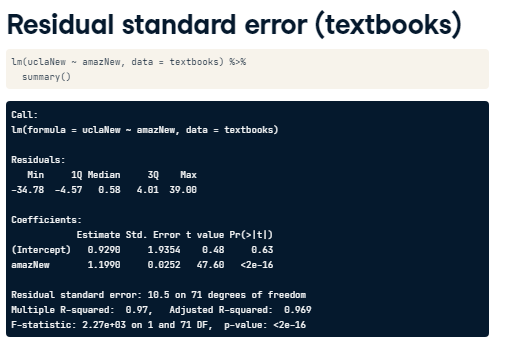 Residual standard error (textbooks)
lm(uclaNew ~ amazNew, data = textbooks) %>%
  summary()
Call:
lm(formula = uclaNew ~ amazNew, data = textbooks)
Residuals:
   Min     1Q Median     3Q    Max
-34.78  -4.57   0.58   4.01  39.00
Coefficients:
            Estimate Std. Error t value Pr(>|t|)
(Intercept)   0.9290     1.9354    0.48     0.63
amazNew       1.1990     0.0252   47.60   <2e-16
Residual standard error: 10.5 on 71 degrees of freedom
Multiple R-squared:  0.97,   Adjusted R-squared:  0.969
F-statistic: 2.27e+03 on 1 and 71 DF,  p-value: <2e-16